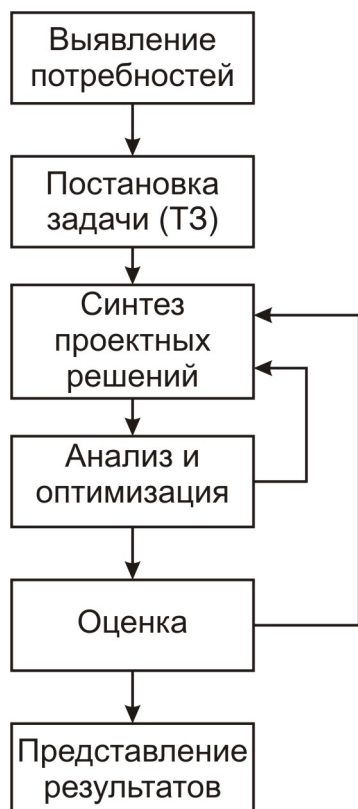 Выявление
потребностей
Постановка
задачи (ТЗ)
Синтез
проектных
решений
Анализ и
оптимизация
Оценка
Представление
результатов